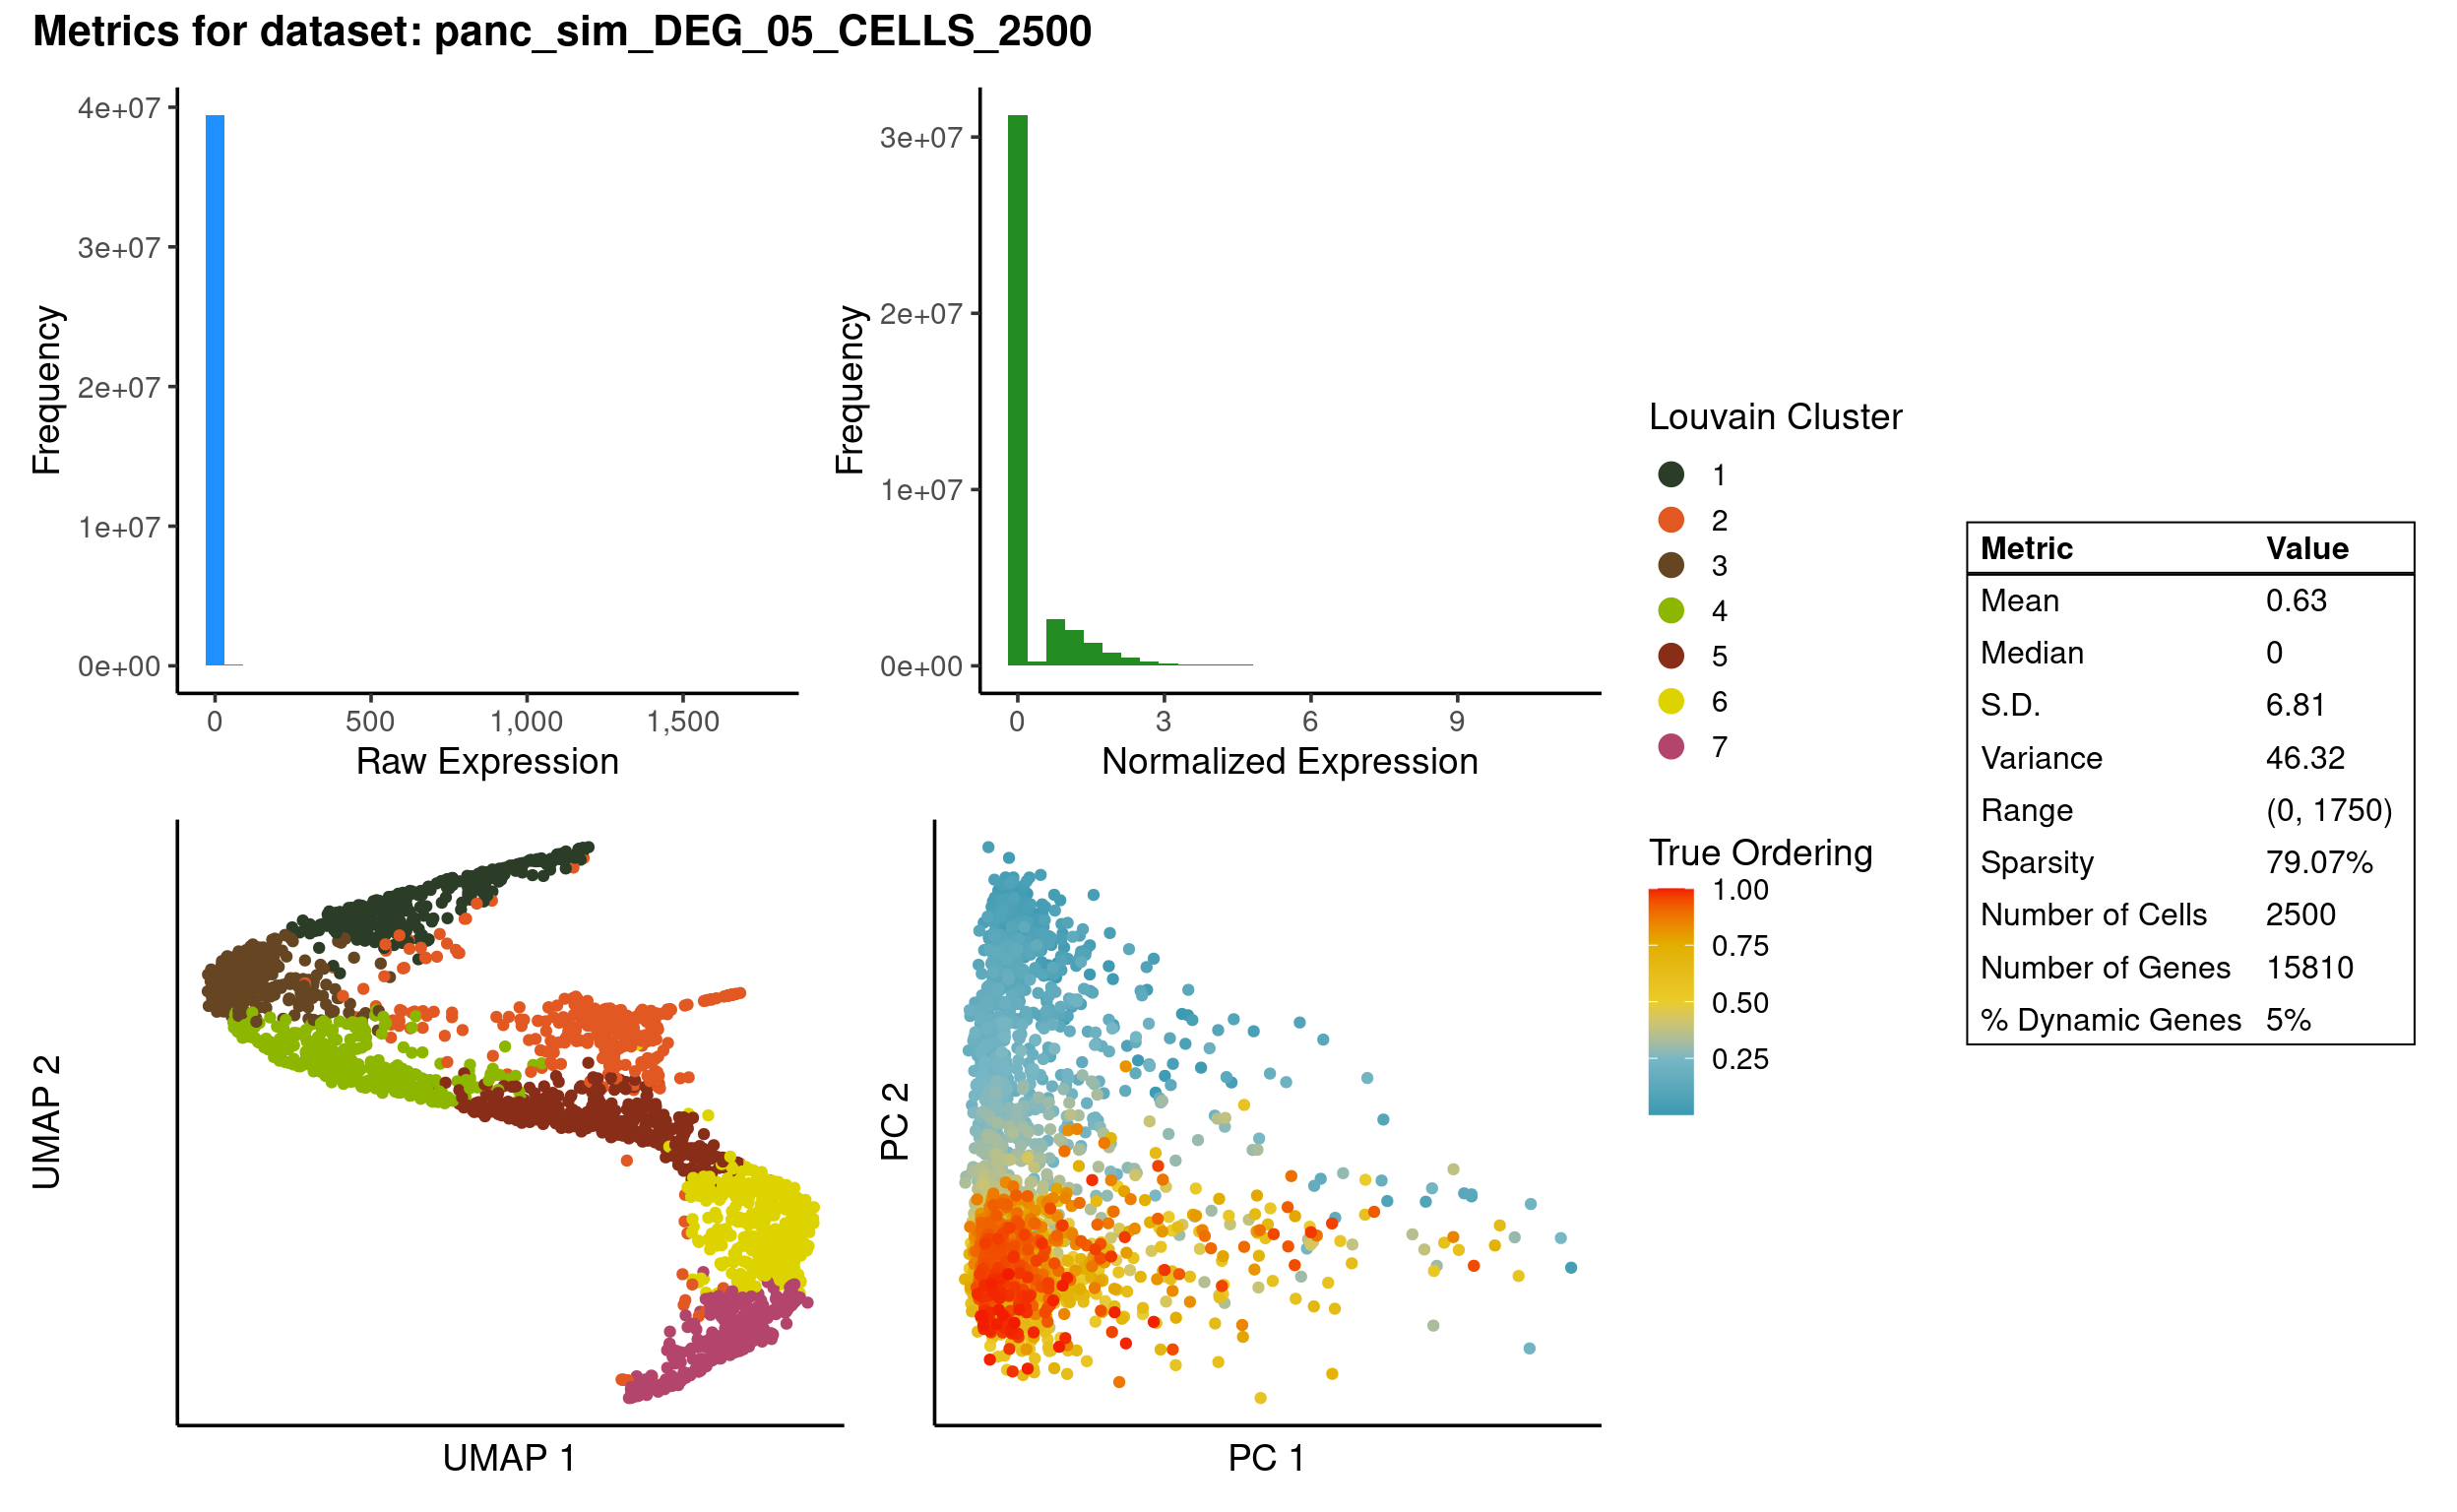 Metrics for dataset: panc_sim_DEG_05_CELLS_2500
Frequency
4e+07
3e+07
2e+07
1e+07
0e+00
0 500 1,000 1,500
Raw Expression
Frequency
3e+07
2e+07
1e+07
0e+00
0 3 6 9
Normalized Expression
UMAP 2
UMAP 1
PC 2
PC 1
Louvain Cluster
1
2
3
4
5
6
7
True Ordering
1.00
0.75
0.50
0.25
Metric Value
Mean 0.63
Median 0
S.D. 6.81
Variance 46.32
Range (0, 1750)
Sparsity 79.07%
Number of Cells 2500
Number of Genes 15810
% Dynamic Genes 5%